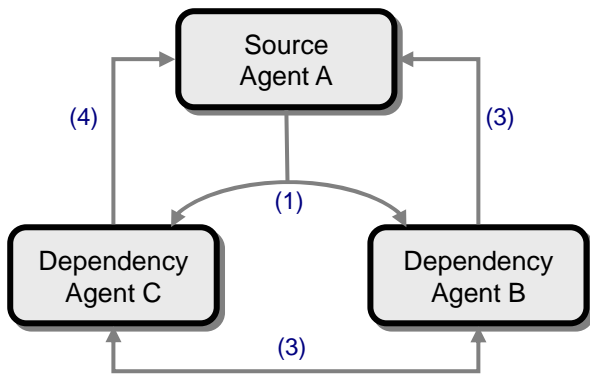 Source
Agent A
(4)
(3)
(1)
Dependency
Agent C
Dependency
Agent B
(3)